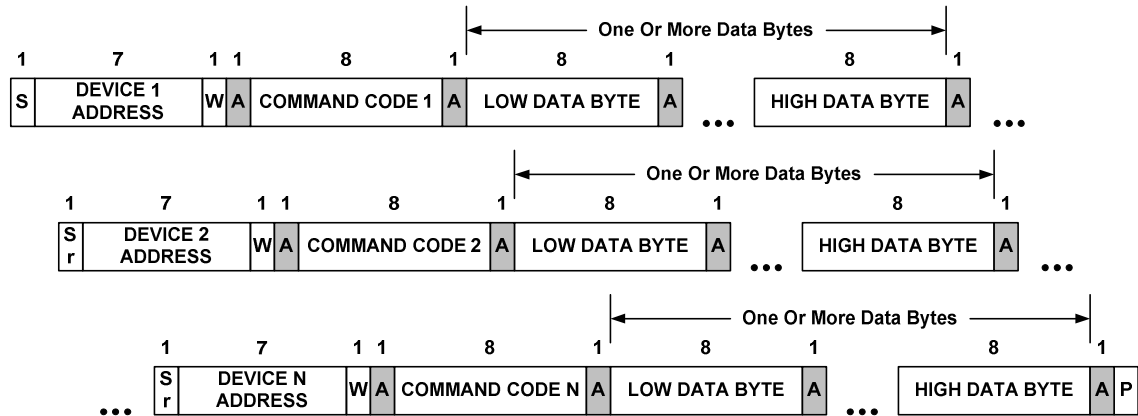 One Or More Data Bytes
1 7 1 1 8 1 8 1 8 1
S DEVICE 1 ADDRESS W A COMMAND CODE 1 A LOW DATA BYTE A ... HIGH DATA BYTE A ...
One Or More Data Bytes
1 7 1 1 8 1 8 1 8 1
Sr DEVICE 2 ADDRESS W A COMMAND CODE 2 A LOW DATA BYTE A ... HIGH DATA BYTE A ...
One Or More Data Bytes
1 7 1 1 8 1 8 1 8 1
... Sr DEVICE N ADDRESS W A COMMAND CODE N A LOW DATA BYTE A ... HIGH DATA BYTE A P